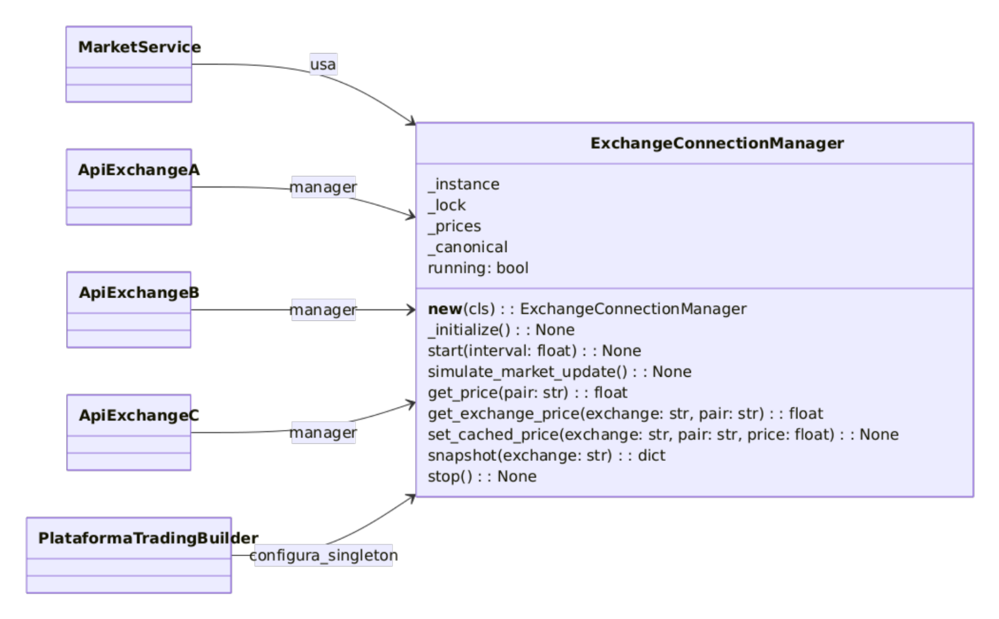 MarketService
usa
ApiExchangeA
manager
ApiExchangeB
manager
ApiExchangeC
manager
PlataformaTradingBuilder
configura_singleton
ExchangeConnectionManager
_instance
_lock
_prices
_canonical
running: bool
new(cls) : : ExchangeConnectionManager
_initialize() : : None
start(interval: float) : : None
simulate_market_update() : : None
get_price(pair: str) : : float
get_exchange_price(exchange: str, pair: str) : : float
set_cached_price(exchange: str, pair: str, price: float) : : None
snapshot(exchange: str) : : dict
stop() : : None